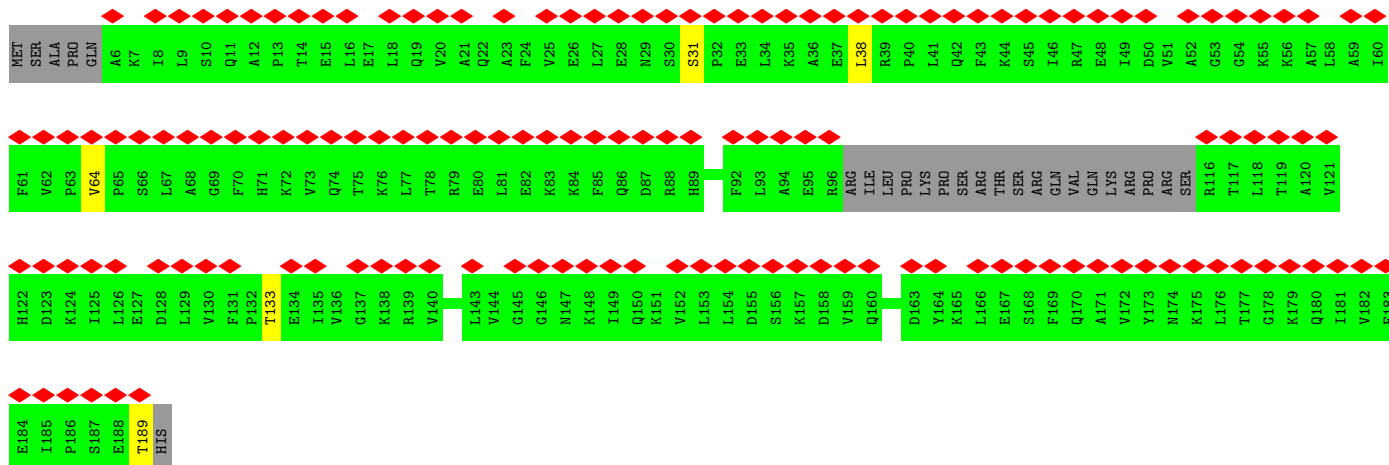 MET SER ALA PRO GLN A6 K7 I8 L9 S10 Q11 A12 P13 T14 E15 L16 E17 L18 Q19 V20 A21 Q22 A23 F24 V25 E26 L27 E28 N29 S30 S31 P32 E33 L34 K35 A36 E37 L38 R39 P40 L41 Q42 F43 K44 S45 I46 R47 E48 I49 D50 V51 A52 G53 G54 K55 K56 A57 L58 A59 I60
F61 V62 P63 V64 P65 S66 L67 A68 G69 F70 H71 K72 V73 Q74 T75 K76 L77 T78 R79 E80 L81 E82 K83 K84 F85 Q86 D87 R88 H89 F92 L93 A94 E95 R96 ARG ILE LEU PRO LYS PRO SER ARG THR SER ARG GLN VAL GLN LYS ARG PRO ARG SER R116 T117 L118 T119 A120 V121
H122 D123 K124 I125 L126 E127 D128 L129 V130 F131 P132 T133 E134 I135 V136 G137 K138 R139 V140 L143 V144 G145 G146 N147 K148 I149 Q150 K151 V152 L153 L154 D155 S156 K157 D158 V159 Q160 D163 Y164 K165 L166 E167 S168 F169 Q170 A171 V172 Y173 N174 K175 L176 T177 G178 K179 Q180 I181 V182 F183
E184 I185 P186 S187 E188 T189 HIS